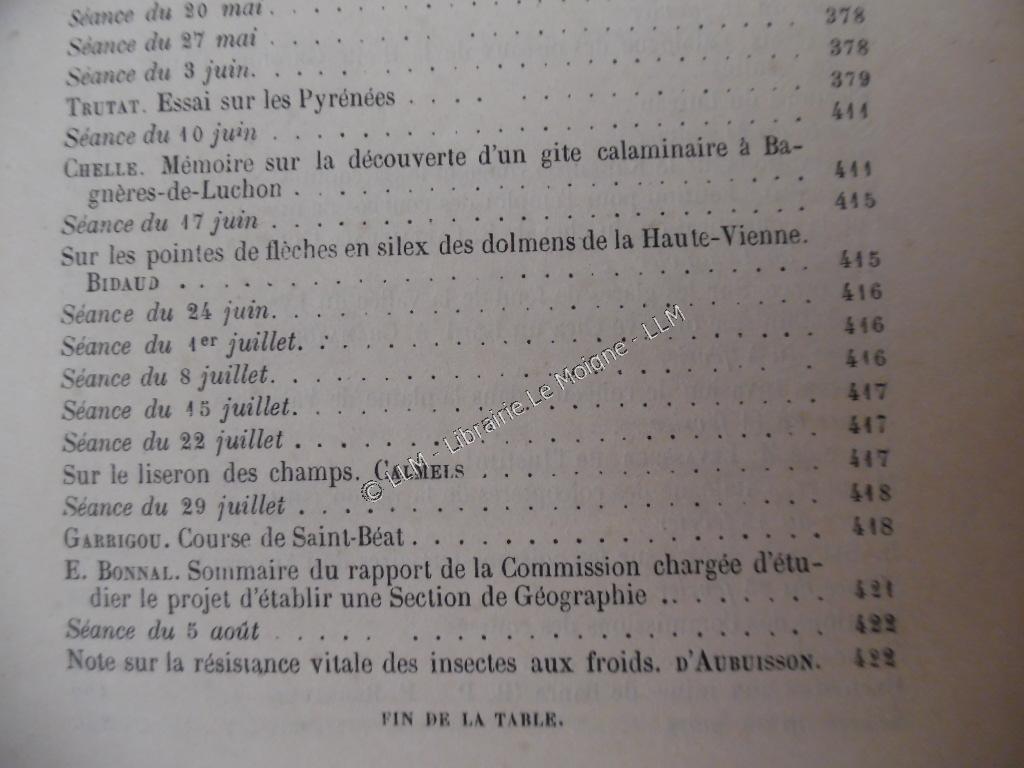 Séance du 20 mai . . . . . . . . . . . . . .
Séance du 27 mai . . . . . . . . . . . . . . 378
Séance du 3 juin. . . . . . . . . . . . . . . 378
TRUTAT. Essai sur les Pyrénées . . . . . . . . . . 379
Séance du 10 juin . . . . . . . . . . . . . . 411
CHELLE. Mémoire sur la découverte d'un gite calaminaire à Ba-
gnères-de-Luchon . . . . . . . . . . . . . . 411
Séance du 17 juin . . . . . . . . . . . . . . 415
Sur les pointes de flèches en silex des dolmens de la Haute-Vienne.
BIDAUD . . . . . . . . . . . . . . . . . 415
Séance du 24 juin. . . . . . . . . . . . . . . 416
Séance du 1er juillet. . . . . . . . . . . . . . 416
Séance du 8 juillet. . . . . . . . . . . . . . . 416
Séance du 15 juillet. . . . . . . . . . . . . . 417
Séance du 22 juillet . . . . . . . . . . . . . . 417
Sur le liseron des champs. CALMELS . . . . . . . . . 417
Séance du 29 juillet . . . . . . . . . . . . . . 418
GARRIGOU. Course de Saint-Béat . . . . . . . . . . . 418
E. BONNAL. Sommaire du rapport de la Commission chargée d'étu-
dier le projet d'établir une Section de Géographie . . . . . . . 421
Séance du 5 août . . . . . . . . . . . . . . 422
Note sur la résistance vitale des insectes aux froids. D'AUBUISSON. 422
FIN DE LA TABLE.
© LLM - Librairie.Le Moigne - LLM